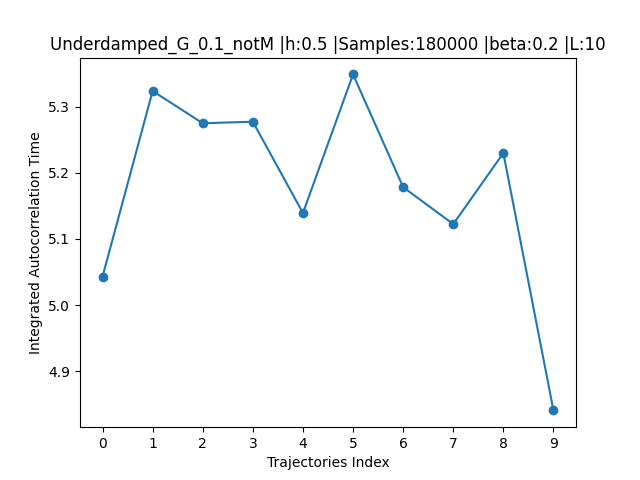 Underdamped_G_0.1_notM |h:0.5 |Samples:180000 |beta:0.2 |L:10
5.3
5.2
5.1
5.0
4.9
Integrated Autocorrelation Time
0 1 2 3 4 5 6 7 8 9
Trajectories Index